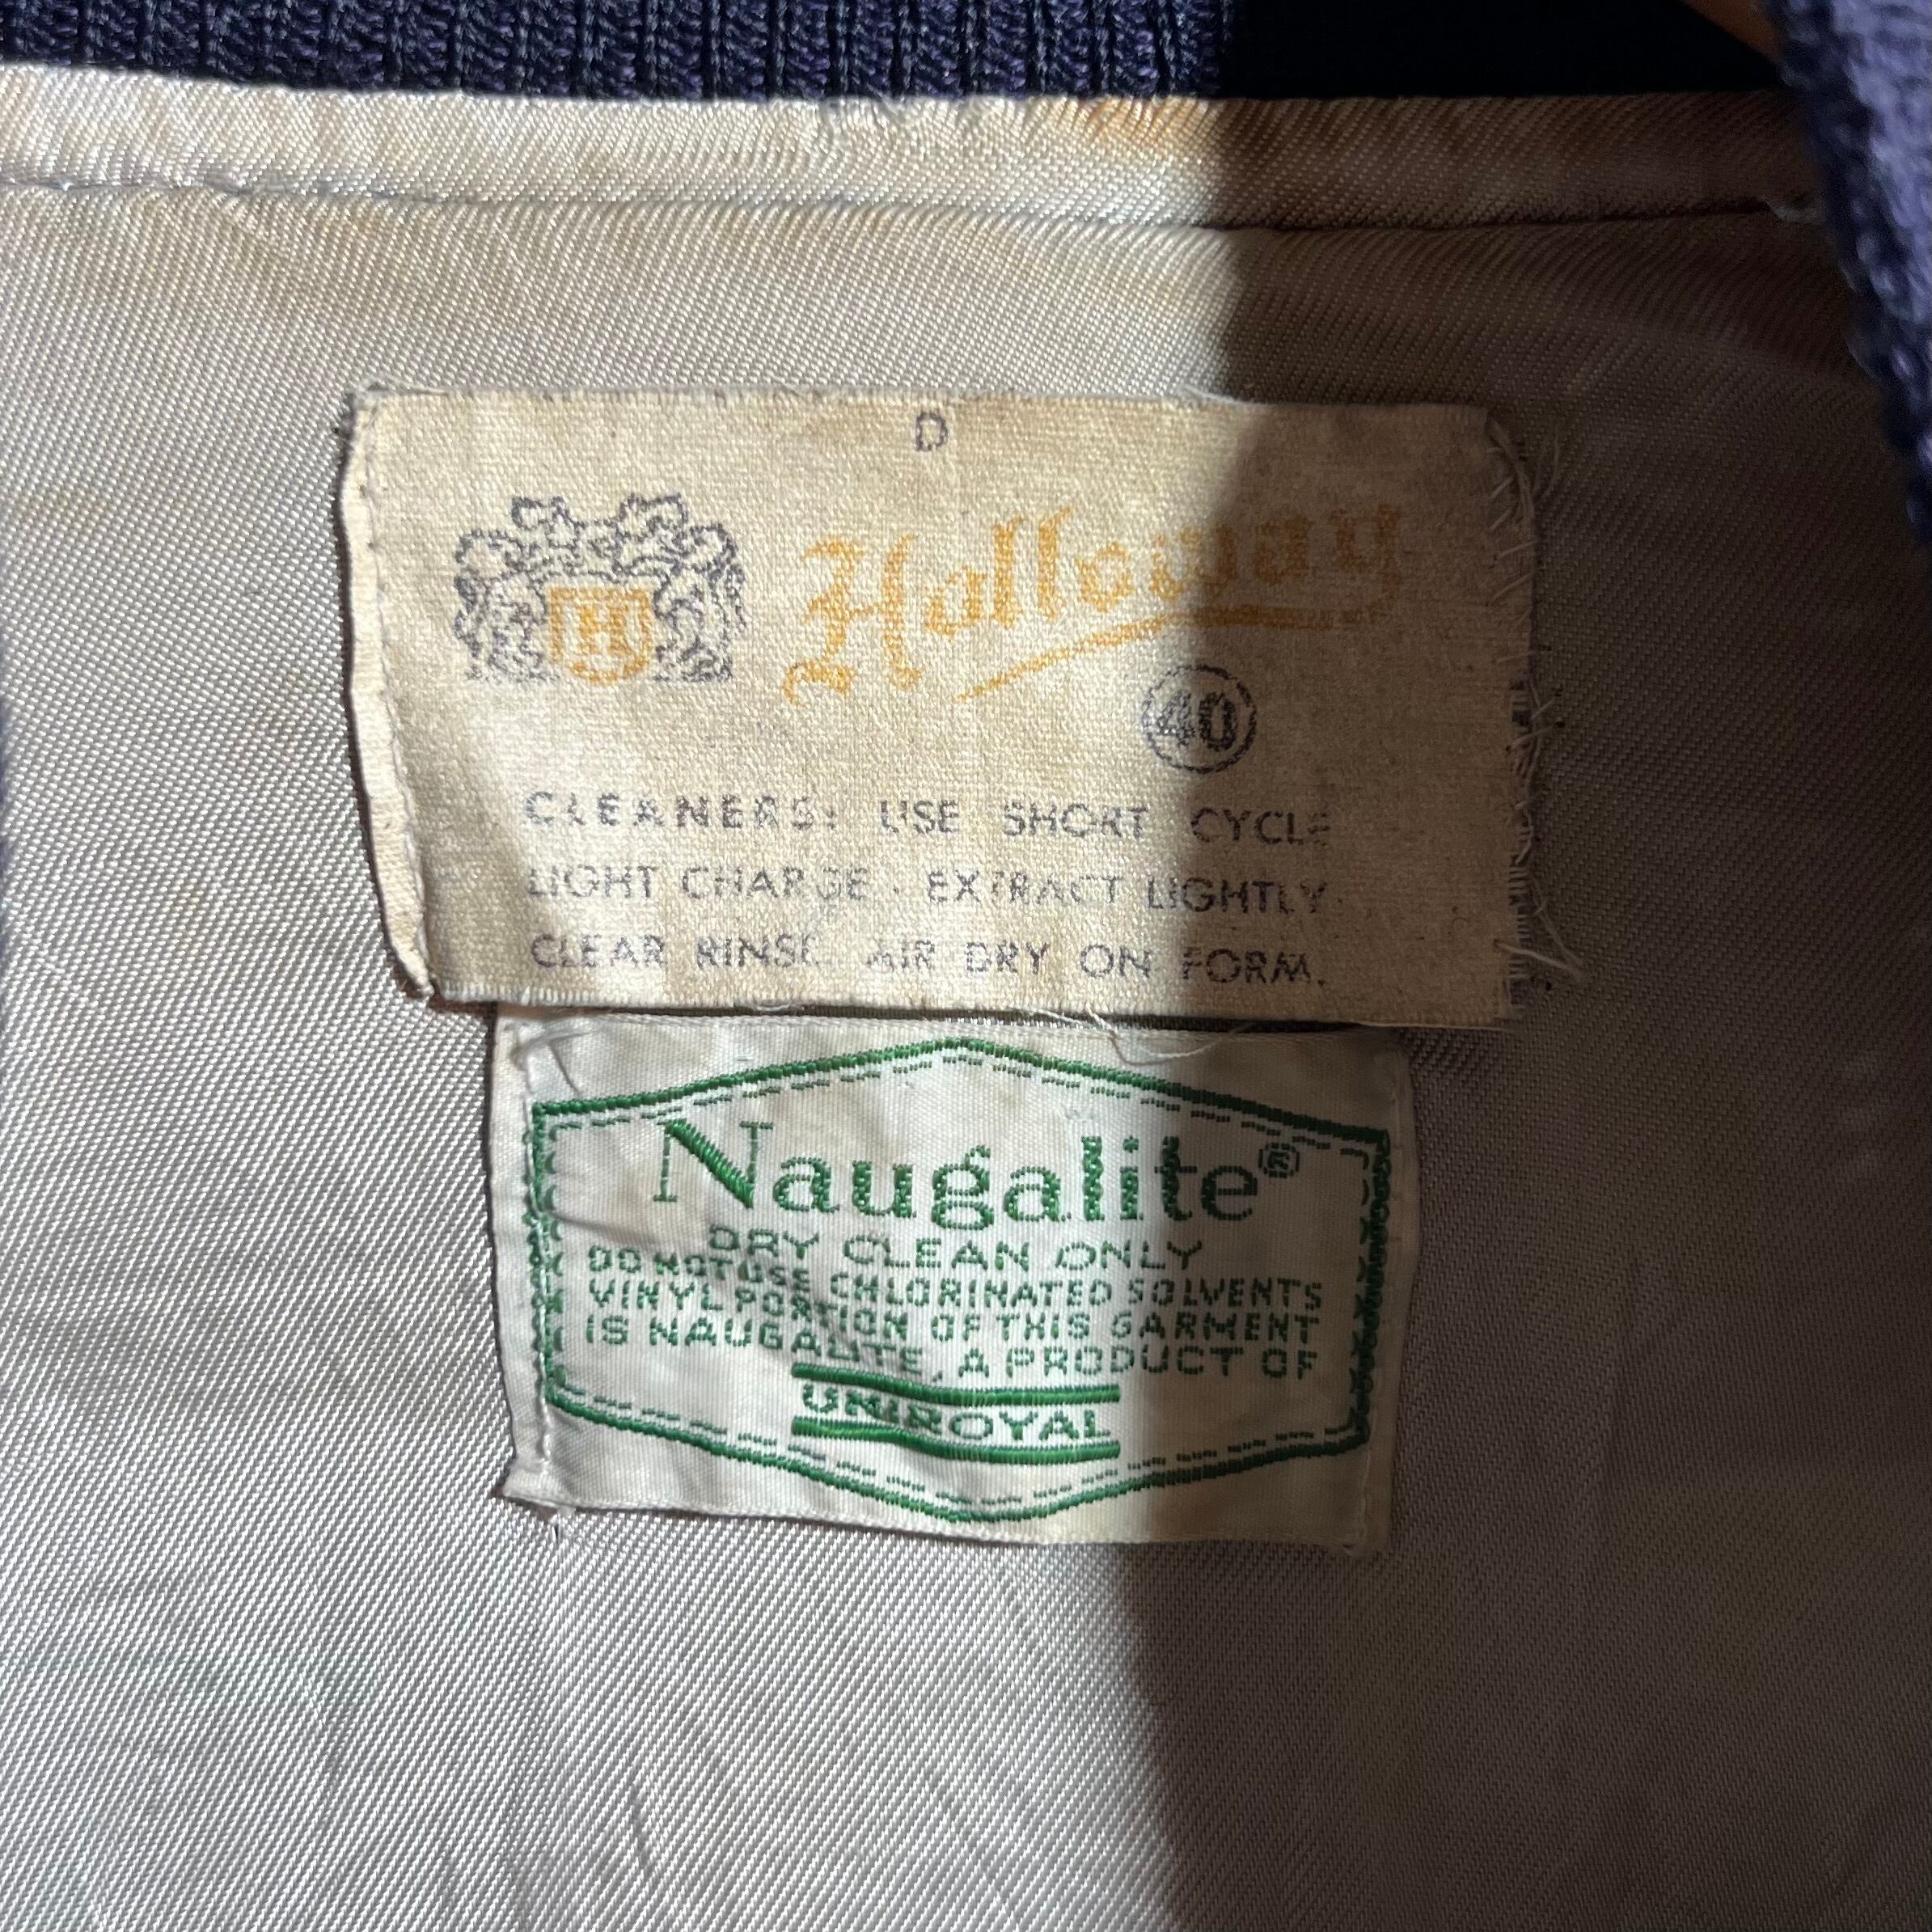 D
H Holloway
40
CLEANERS: USE SHORT CYCLE
LIGHT CHARGE. EXTRACT LIGHTLY.
CLEAR RINSE. AIR DRY ON FORM.
Naugalite®
DRY CLEAN ONLY
DO NOT USE CHLORINATED SOLVENTS
VINYL PORTION OF THIS GARMENT
IS NAUGALITE, A PRODUCT OF
UNIROYAL